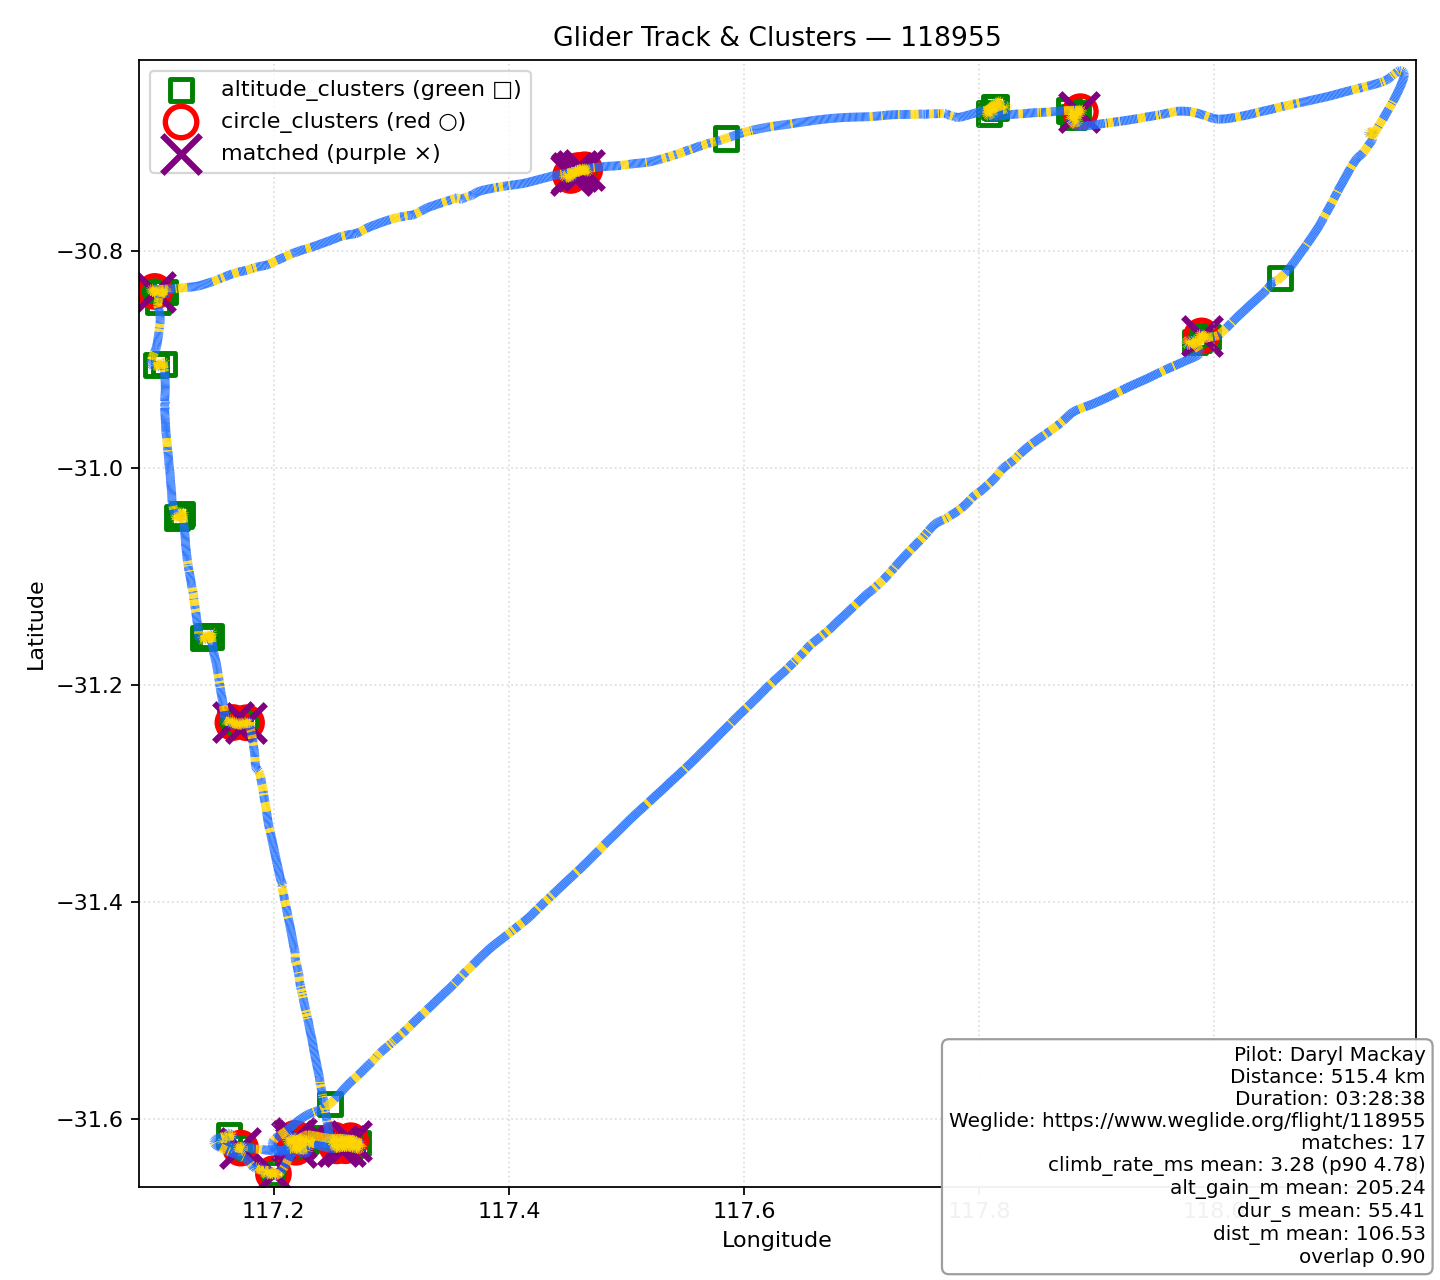 Glider Track & Clusters — 118955
altitude_clusters (green □)
circle_clusters (red ○)
matched (purple ×)
−30.8
−31.0
−31.2
−31.4
−31.6
Latitude
117.2
117.4
117.6
117.8
118.0
Longitude
Pilot: Daryl Mackay
Distance: 515.4 km
Duration: 03:28:38
Weglide: https://www.weglide.org/flight/118955
matches: 17
climb_rate_ms mean: 3.28 (p90 4.78)
alt_gain_m mean: 205.24
dur_s mean: 55.41
dist_m mean: 106.53
overlap 0.90